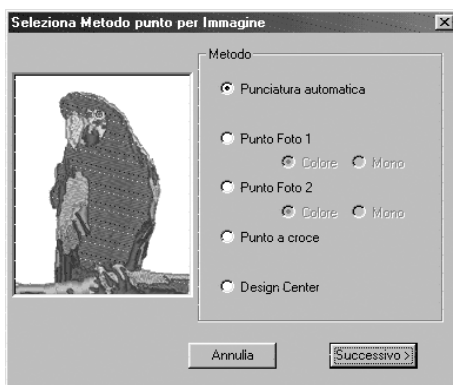 Seleziona Metodo punto per Immagine
Metodo
Punciatura automatica
Punto Foto 1
Colore Mono
Punto Foto 2
Colore Mono
Punto a croce
Design Center
Annulla Successivo >